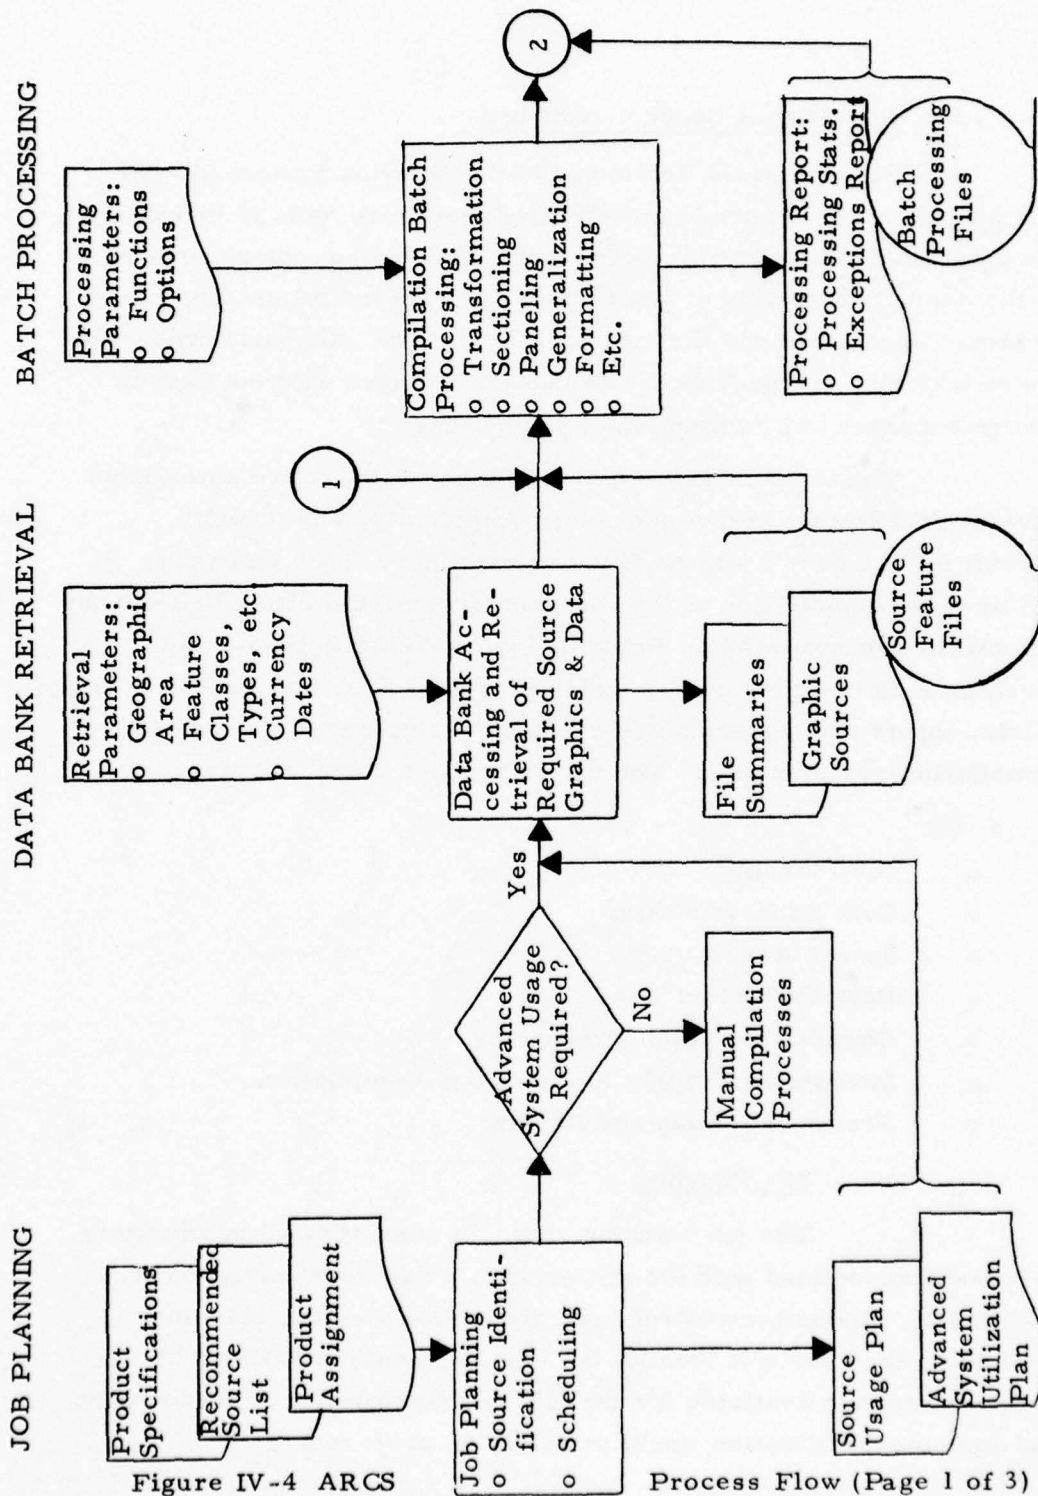 JOB PLANNING
Product
Specifications
Recommended
Source
List
Product
Assignment
Job Planning
o Source Identi-
fication
o Scheduling
Source
Usage Plan
Advanced
System
Utilization
Plan
Advanced
System Usage
Required?
Yes
No
Manual
Compilation
Processes
DATA BANK RETRIEVAL
Retrieval
Parameters:
o Geographic
Area
o Feature
Classes,
Types, etc.
o Currency
Dates
Data Bank Ac-
cessing and Re-
trieval of
Required Source
Graphics & Data
File
Summaries
Graphic
Sources
Source
Feature
Files
1
BATCH PROCESSING
Processing
Parameters:
o Functions
o Options
Compilation Batch
Processing:
o Transformation
o Sectioning
o Paneling
o Generalization
o Formatting
o Etc.
2
Processing Report:
o Processing Stats.
o Exceptions Report
Batch
Processing
Files
Figure IV-4 ARCS Process Flow (Page 1 of 3)